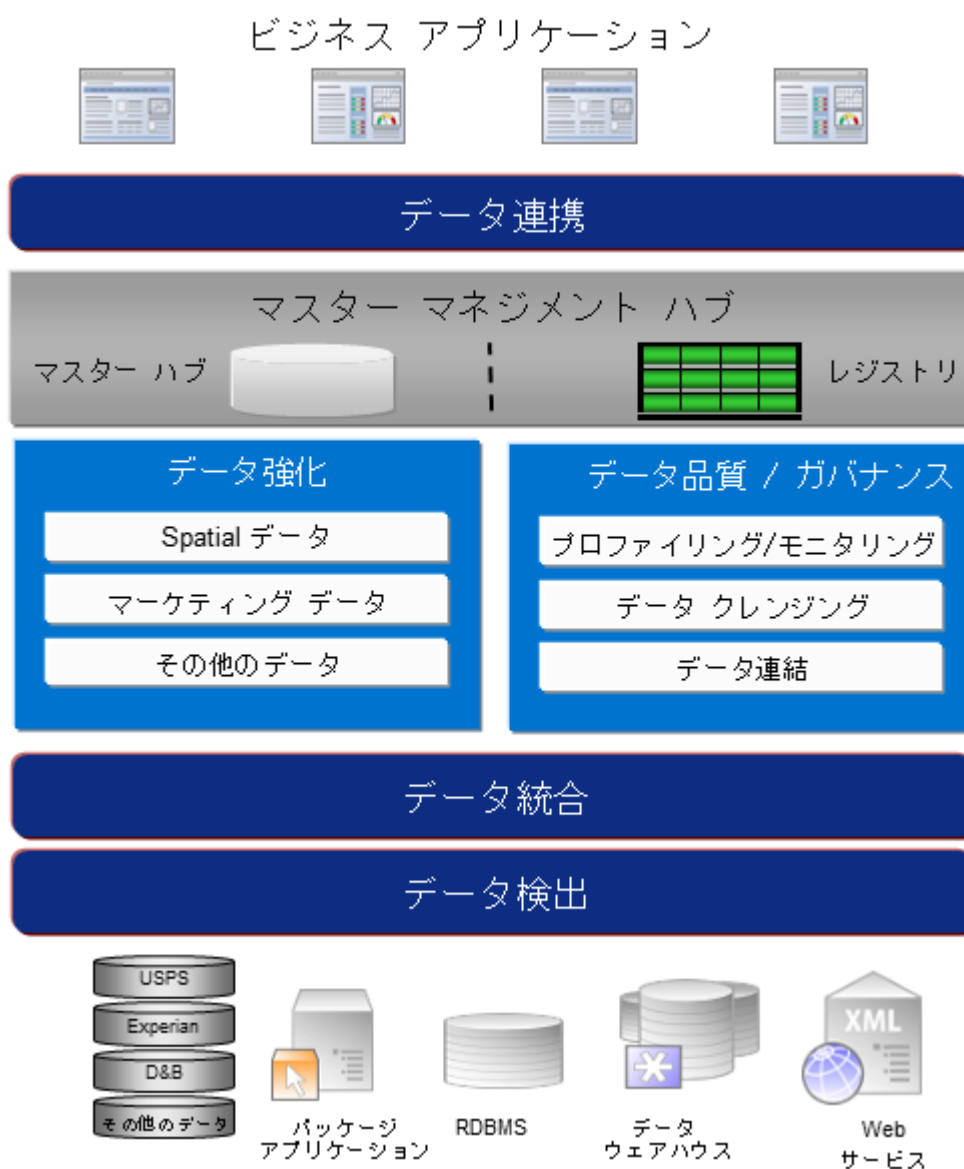 ビジネス アプリケーション
データ連携
マスター マネジメント ハブ
マスター ハブ
レジストリ
データ強化
Spatial データ
マーケティング データ
その他のデータ
データ品質 / ガバナンス
プロファイリング/モニタリング
データ クレンジング
データ連結
データ統合
データ検出
USPS
Experian
D&B
その他のデータ
パッケージ
アプリケーション
RDBMS
データ
ウェアハウス
XML
Web
サービス